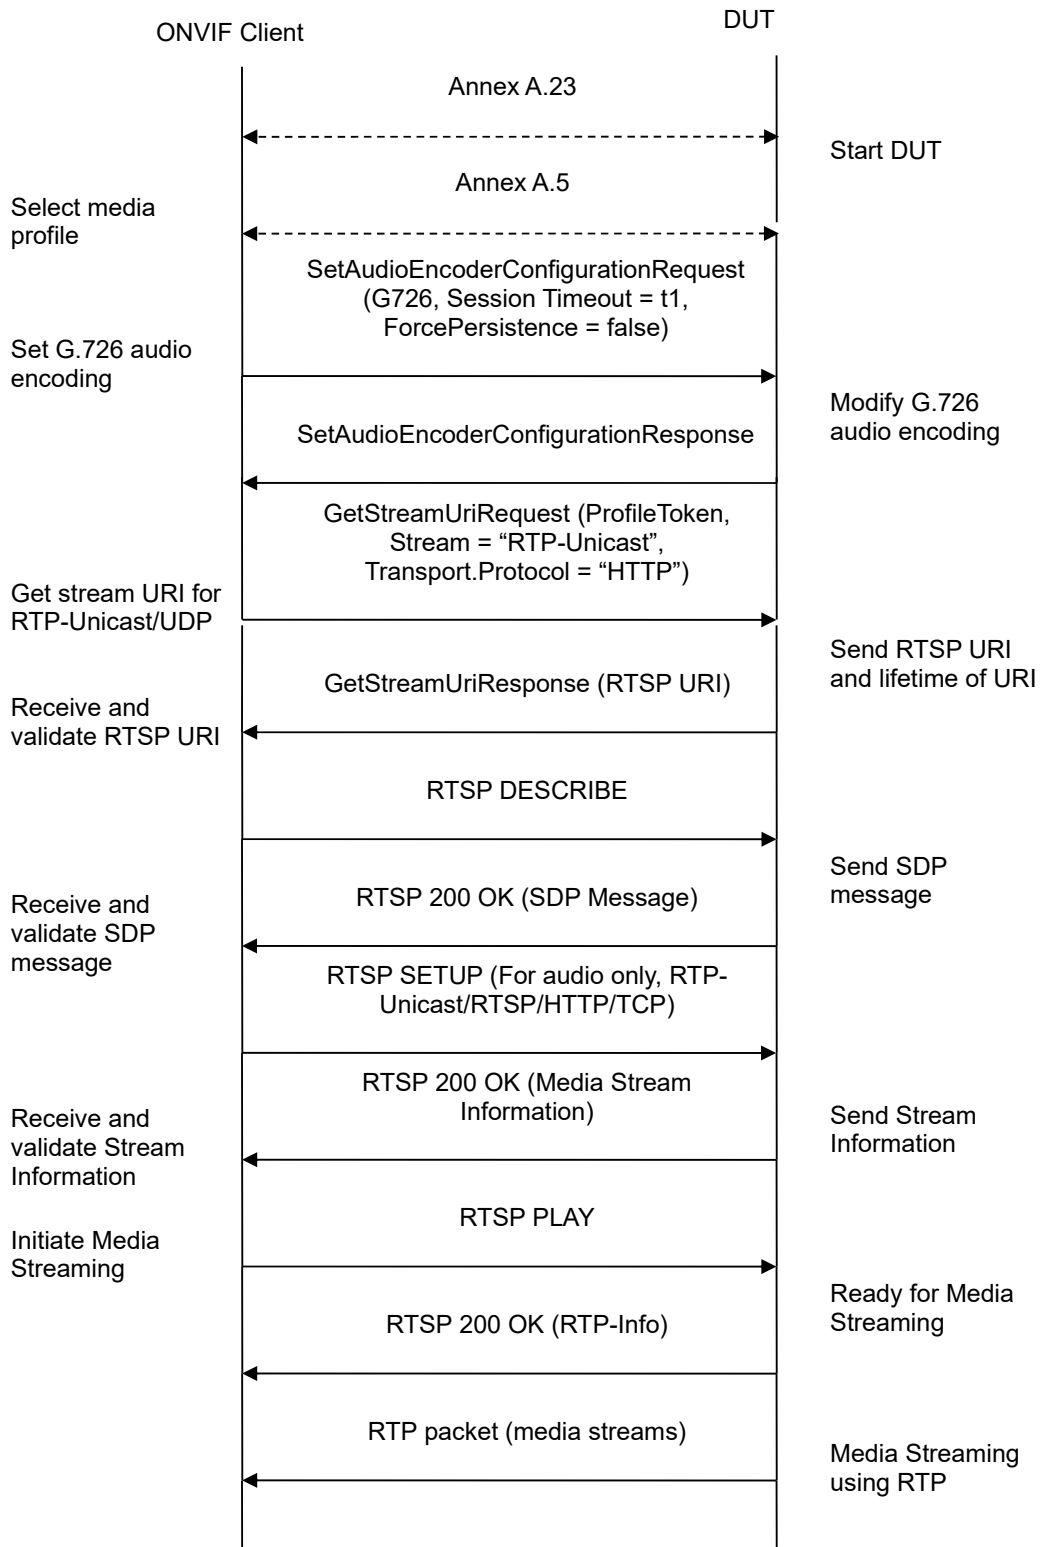 ONVIF Client
DUT
Annex A.23
Start DUT
Annex A.5
Select media
profile
SetAudioEncoderConfigurationRequest
(G726, Session Timeout = t1,
ForcePersistence = false)
Set G.726 audio
encoding
Modify G.726
audio encoding
SetAudioEncoderConfigurationResponse
GetStreamUriRequest (ProfileToken,
Stream = “RTP-Unicast”,
Transport.Protocol = “HTTP”)
Get stream URI for
RTP-Unicast/UDP
Send RTSP URI
and lifetime of URI
GetStreamUriResponse (RTSP URI)
Receive and
validate RTSP URI
RTSP DESCRIBE
Send SDP
message
RTSP 200 OK (SDP Message)
Receive and
validate SDP
message
RTSP SETUP (For audio only, RTP-
Unicast/RTSP/HTTP/TCP)
RTSP 200 OK (Media Stream
Information)
Receive and
validate Stream
Information
Send Stream
Information
RTSP PLAY
Initiate Media
Streaming
Ready for Media
Streaming
RTSP 200 OK (RTP-Info)
RTP packet (media streams)
Media Streaming
using RTP